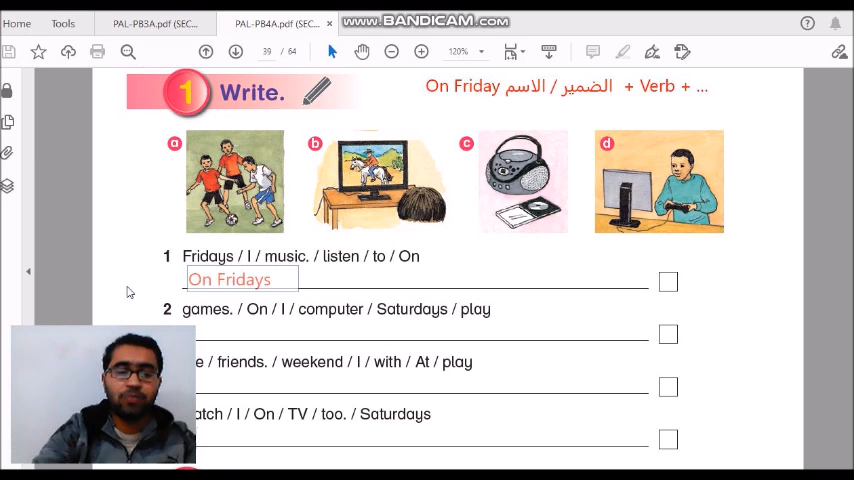 Home Tools PAL-PB3A.pdf (SEC... PAL-PB4A.pdf (SEC... ×
www.BANDICAM.com
39 / 64 120%
1 Write.
On Friday الضمير / الاسم + Verb + ...
a b c d
1 Fridays / I / music. / listen / to / On
On Fridays
2 games. / On / I / computer / Saturdays / play
/ friends. / weekend / I / with / At / play
/ I / On / TV / too. / Saturdays